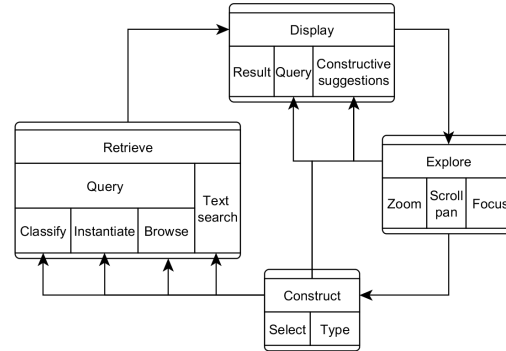 Display
Result Query Constructive
suggestions
Retrieve
Query
Text
search
Classify Instantiate Browse
Explore
Zoom Scroll
pan Focus
Construct
Select Type